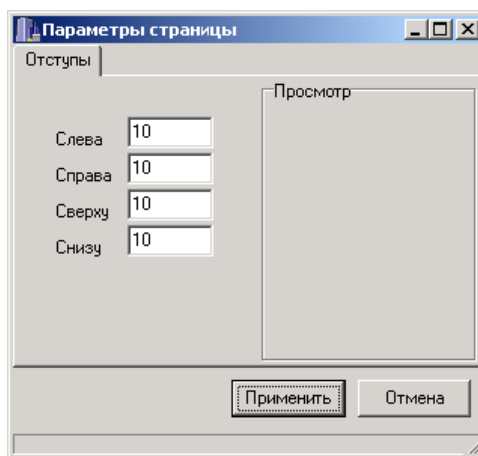 Параметры страницы
Отступы
Просмотр
Слева 10
Справа 10
Сверху 10
Снизу 10
Применить Отмена